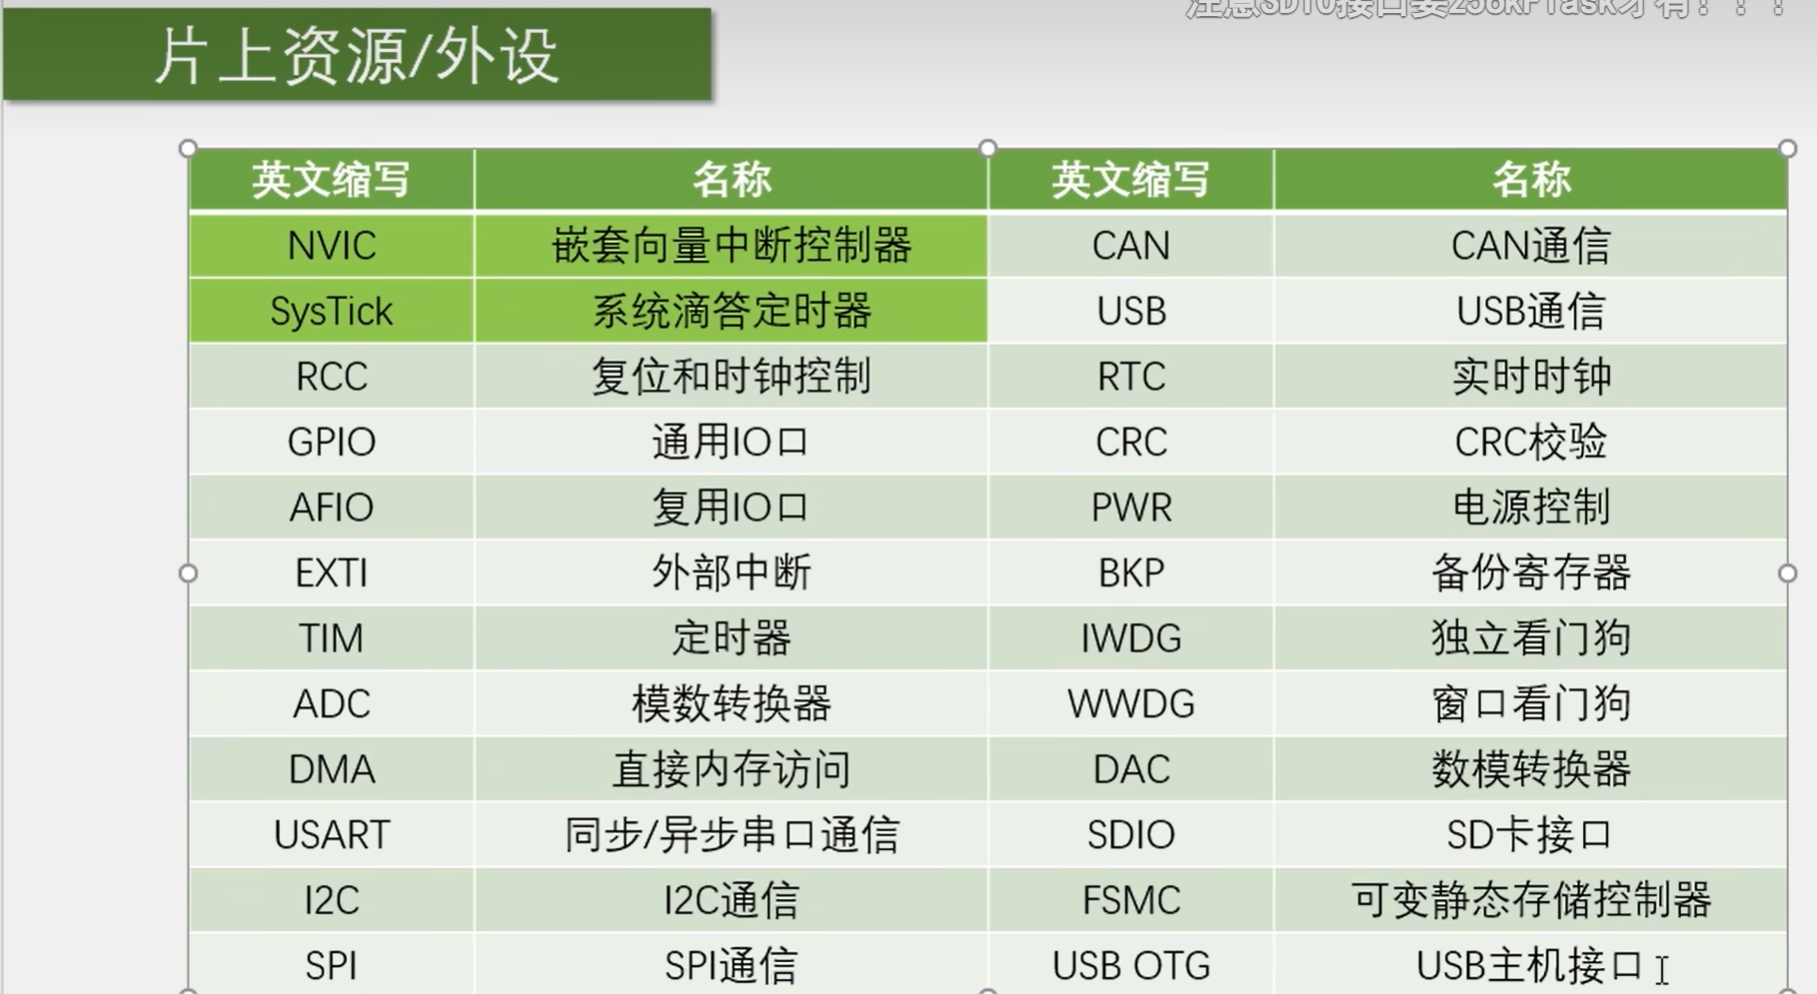 片上资源/外设
英文缩写 名称 英文缩写 名称
NVIC 嵌套向量中断控制器 CAN CAN通信
SysTick 系统滴答定时器 USB USB通信
RCC 复位和时钟控制 RTC 实时时钟
GPIO 通用IO口 CRC CRC校验
AFIO 复用IO口 PWR 电源控制
EXTI 外部中断 BKP 备份寄存器
TIM 定时器 IWDG 独立看门狗
ADC 模数转换器 WWDG 窗口看门狗
DMA 直接内存访问 DAC 数模转换器
USART 同步/异步串口通信 SDIO SD卡接口
I2C I2C通信 FSMC 可变静态存储控制器
SPI SPI通信 USB OTG USB主机接口